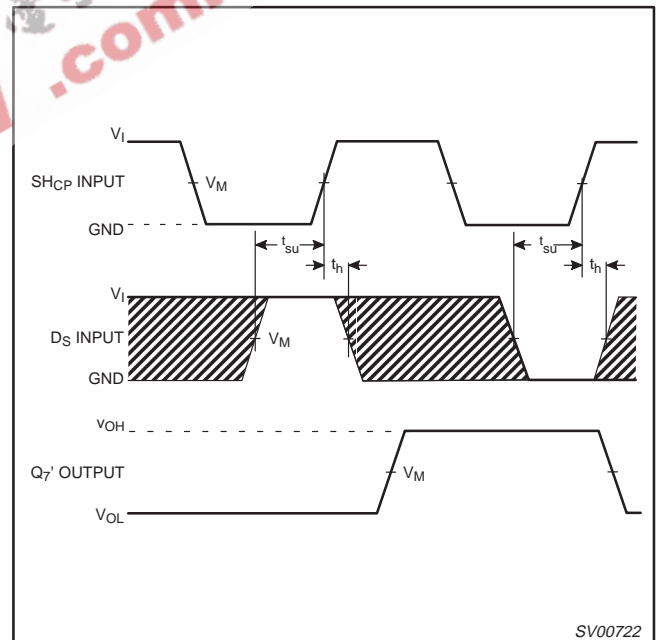 .com
V_I
SH_CP INPUT
V_M
GND
t_su
t_su
t_h
t_h
V_I
D_S INPUT
V_M
GND
V_OH
Q_7' OUTPUT
V_M
V_OL
SV00722